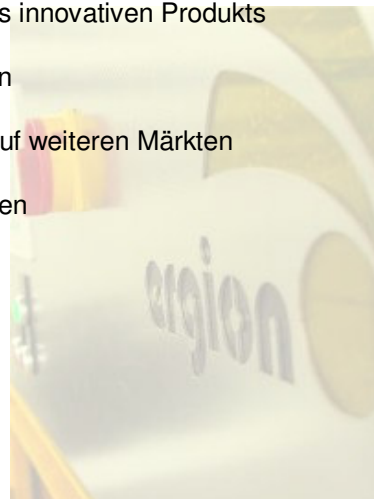 s innovativen Produkts
n
uf weiteren Märkten
en
ergion